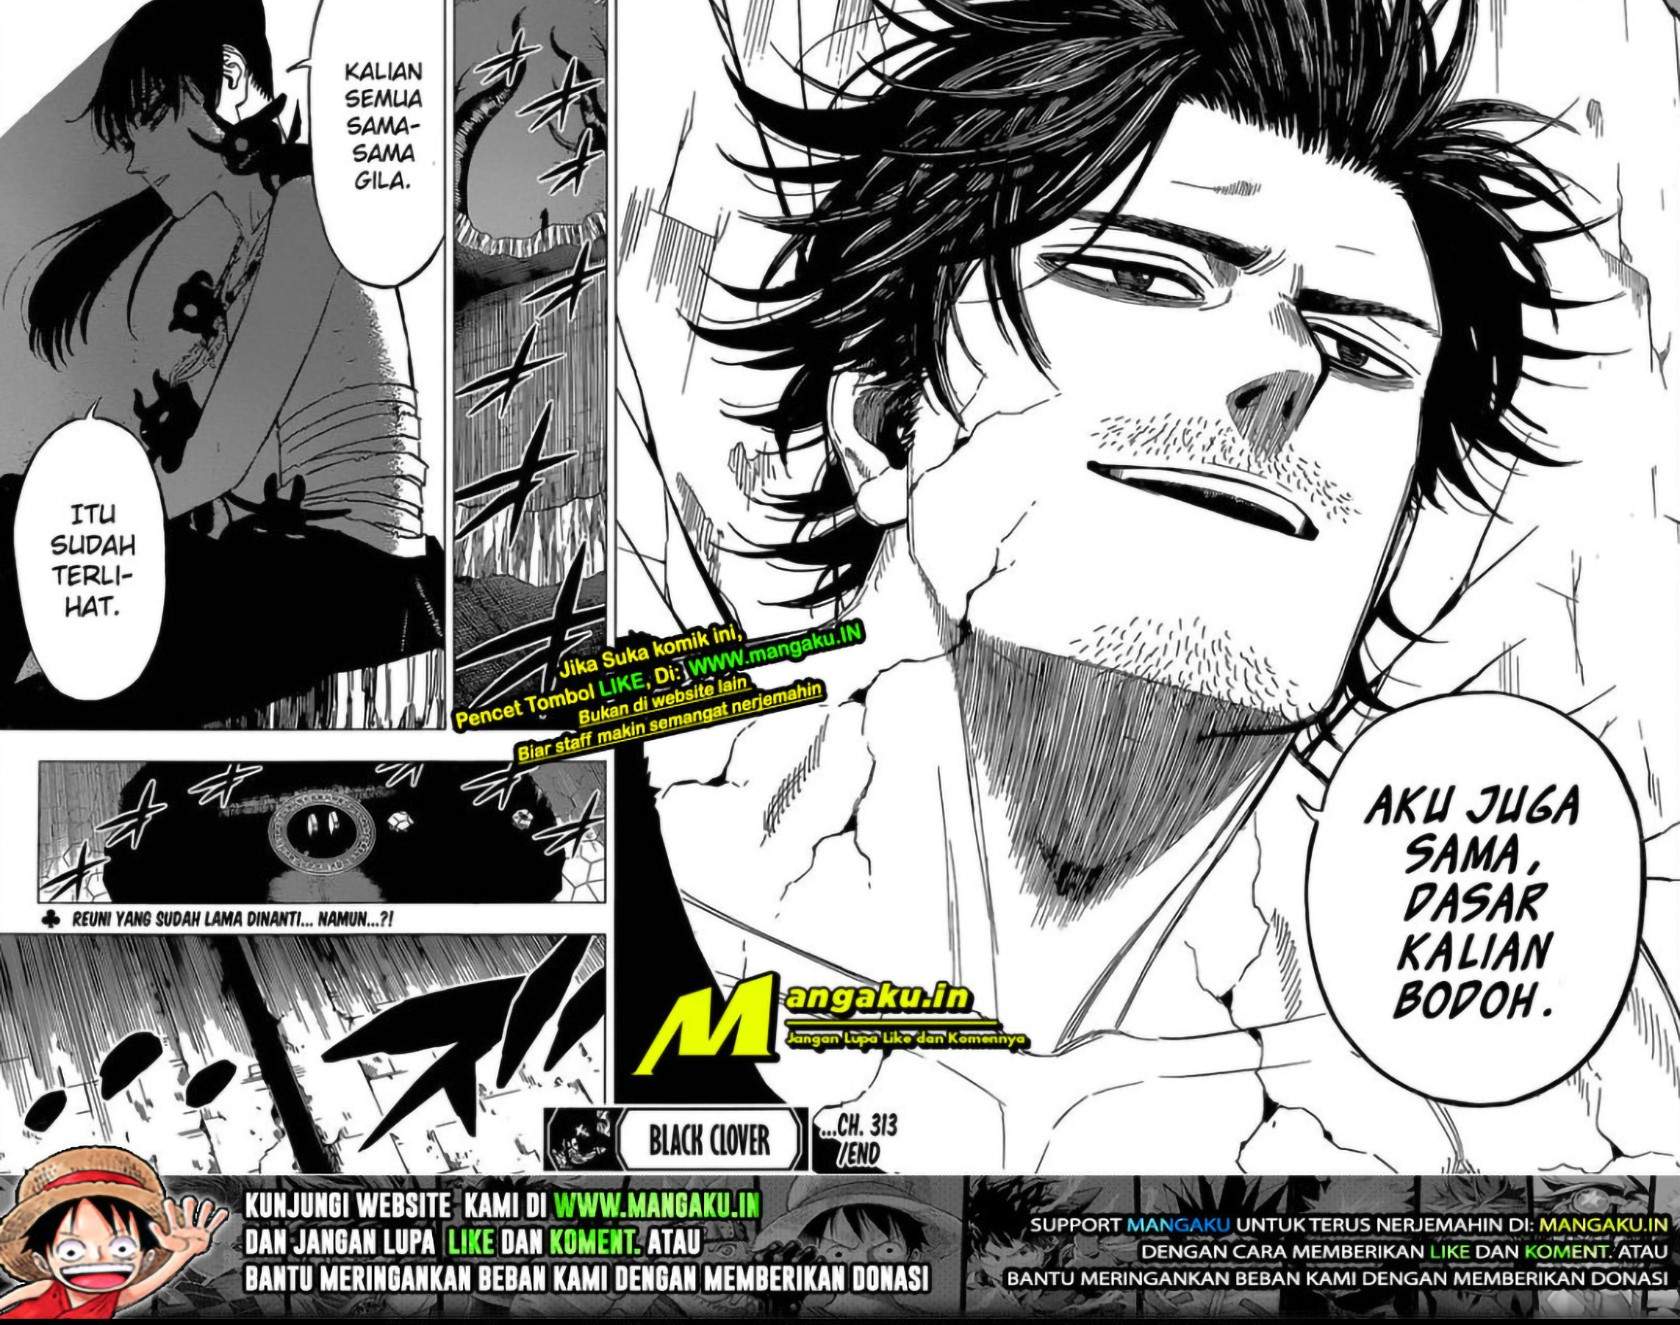 AKU JUGA
SAMA,
DASAR
KALIAN
BODOH.
KALIAN
SEMUA
SAMA-
SAMA
GILA.
ITU
SUDAH
TERLI-
HAT.
Jika Suka komik ini,
Pencet Tombol LIKE, Di: WWW.mangaku.IN
Bukan di website lain
Biar staff makin semangat nerjemahin
♣ REUNI YANG SUDAH LAMA DINANTI... NAMUN...?!
Mangaku.in
Jangan Lupa Like dan Komennya
BLACK CLOVER
...CH. 313
/END
KUNJUNGI WEBSITE KAMI DI WWW.MANGAKU.IN
DAN JANGAN LUPA LIKE DAN KOMENT. ATAU
BANTU MERINGANKAN BEBAN KAMI DENGAN MEMBERIKAN DONASI
SUPPORT MANGAKU UNTUK TERUS NERJEMAHIN DI: MANGAKU.IN
DENGAN CARA MEMBERIKAN LIKE DAN KOMENT. ATAU
BANTU MERINGANKAN BEBAN KAMI DENGAN MEMBERIKAN DONASI